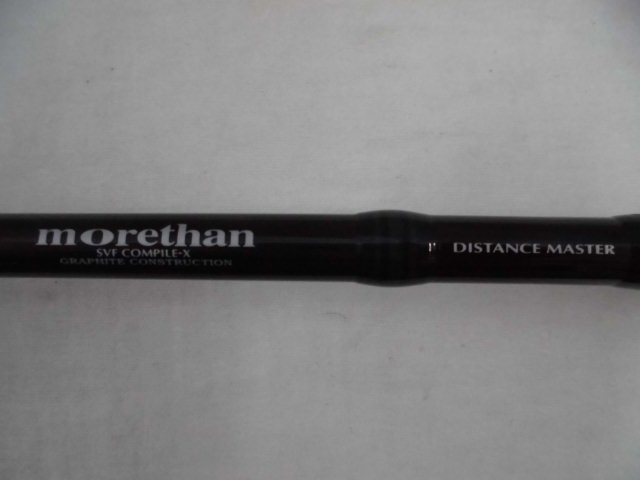 morethan
SVF COMPILE-X
GRAPHITE CONSTRUCTION
DISTANCE MASTER